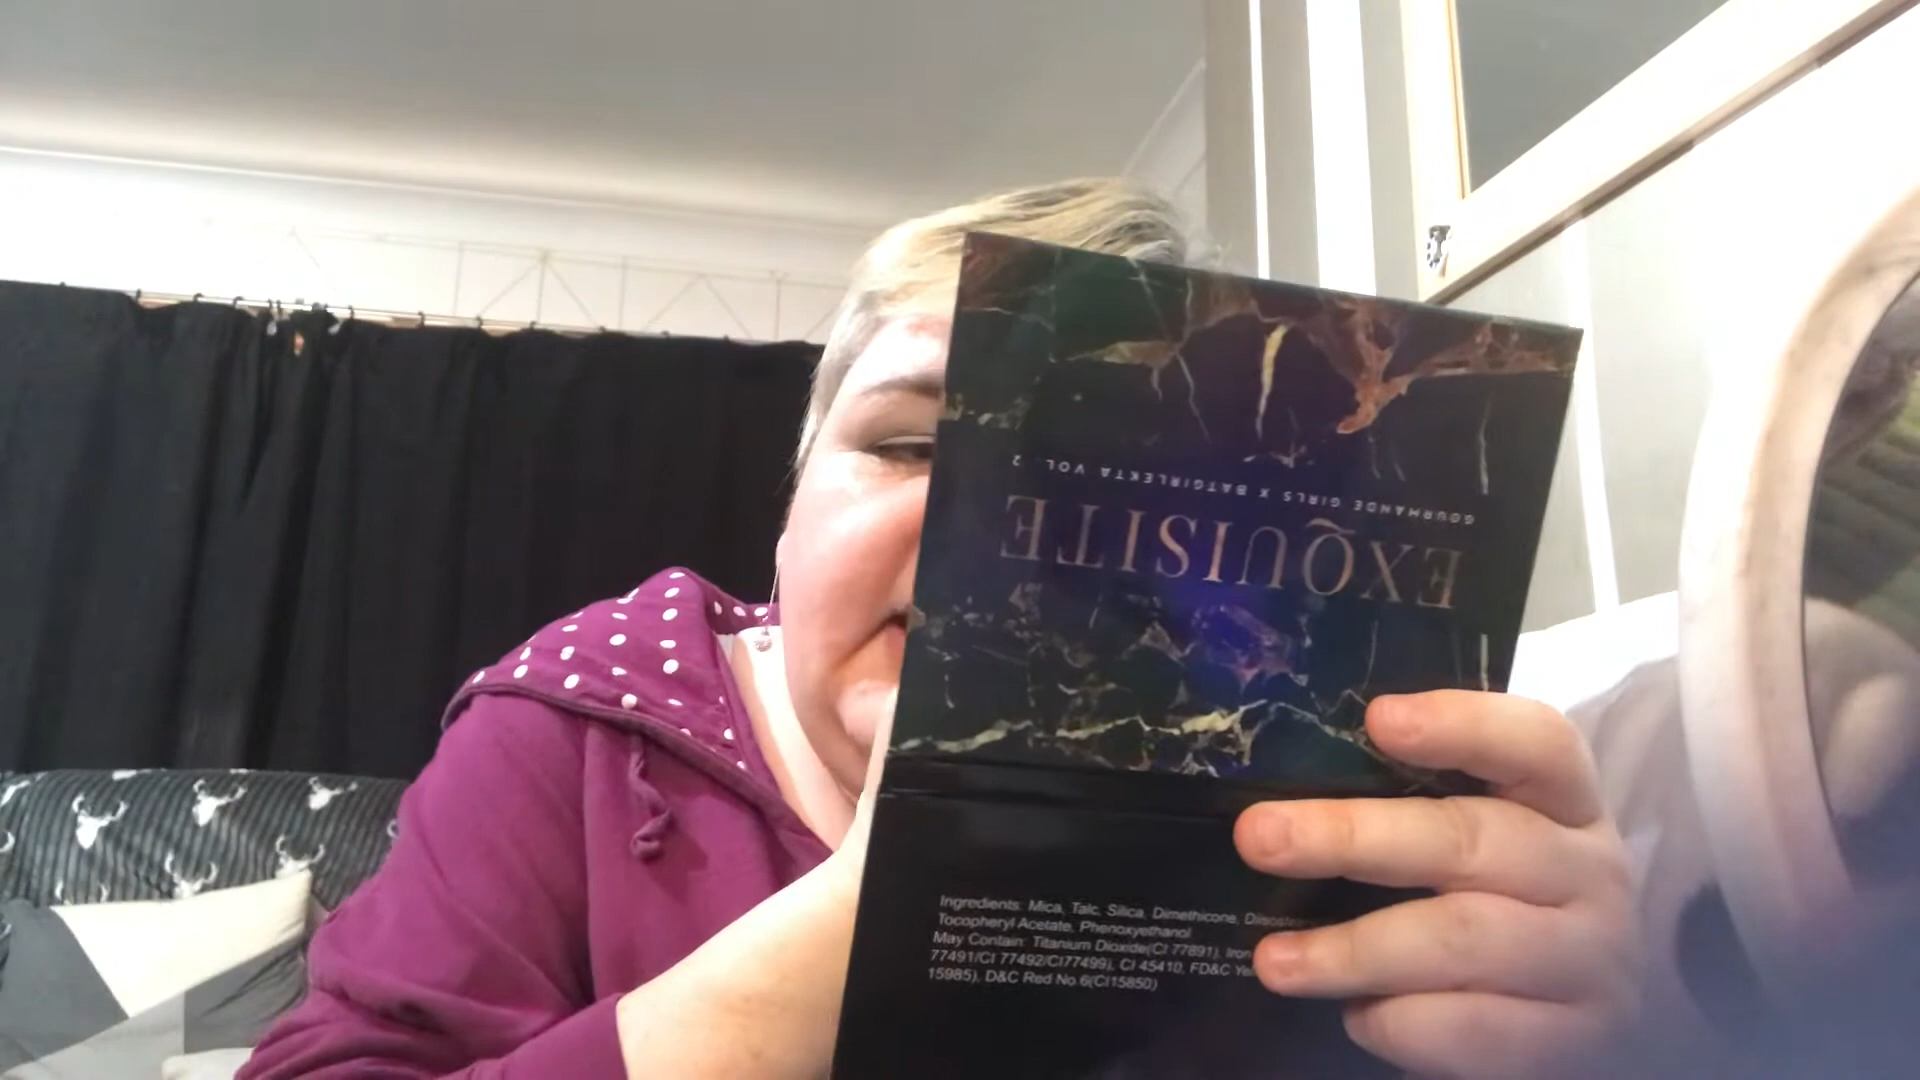 EXQUISITE
GOURMANDE GIRLS X BATGIRLEKTA VOL. 2
Ingredients: Mica, Talc, Silica, Dimethicone,
Tocopheryl Acetate, Phenoxyethanol
May Contain: Titanium Dioxide(CI 77891), Iron
77491/CI 77492/CI77499), CI 45410, FD&C
15985), D&C Red No.6(CI15850)